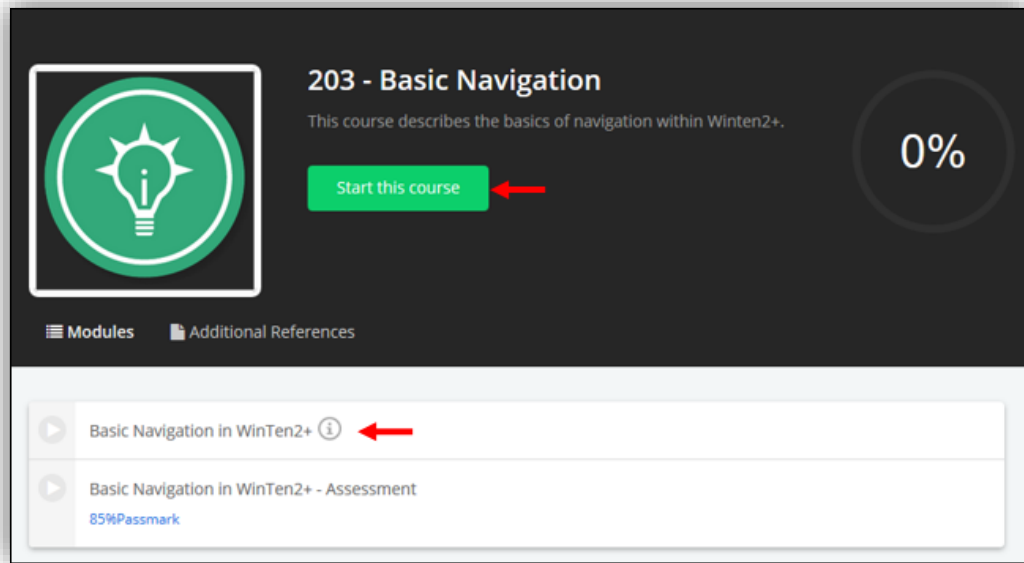 203 - Basic Navigation
This course describes the basics of navigation within Winten2+.
Start this course
0%
Modules
Additional References
Basic Navigation in WinTen2+
Basic Navigation in WinTen2+ - Assessment
85%Passmark